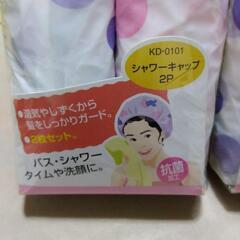 KD-0101
シャワーキャップ
2P
●湿気やしずくから
髪をしっかりガード。
●2枚セット。
バス・シャワー
タイムや洗顔に。
抗菌
加工